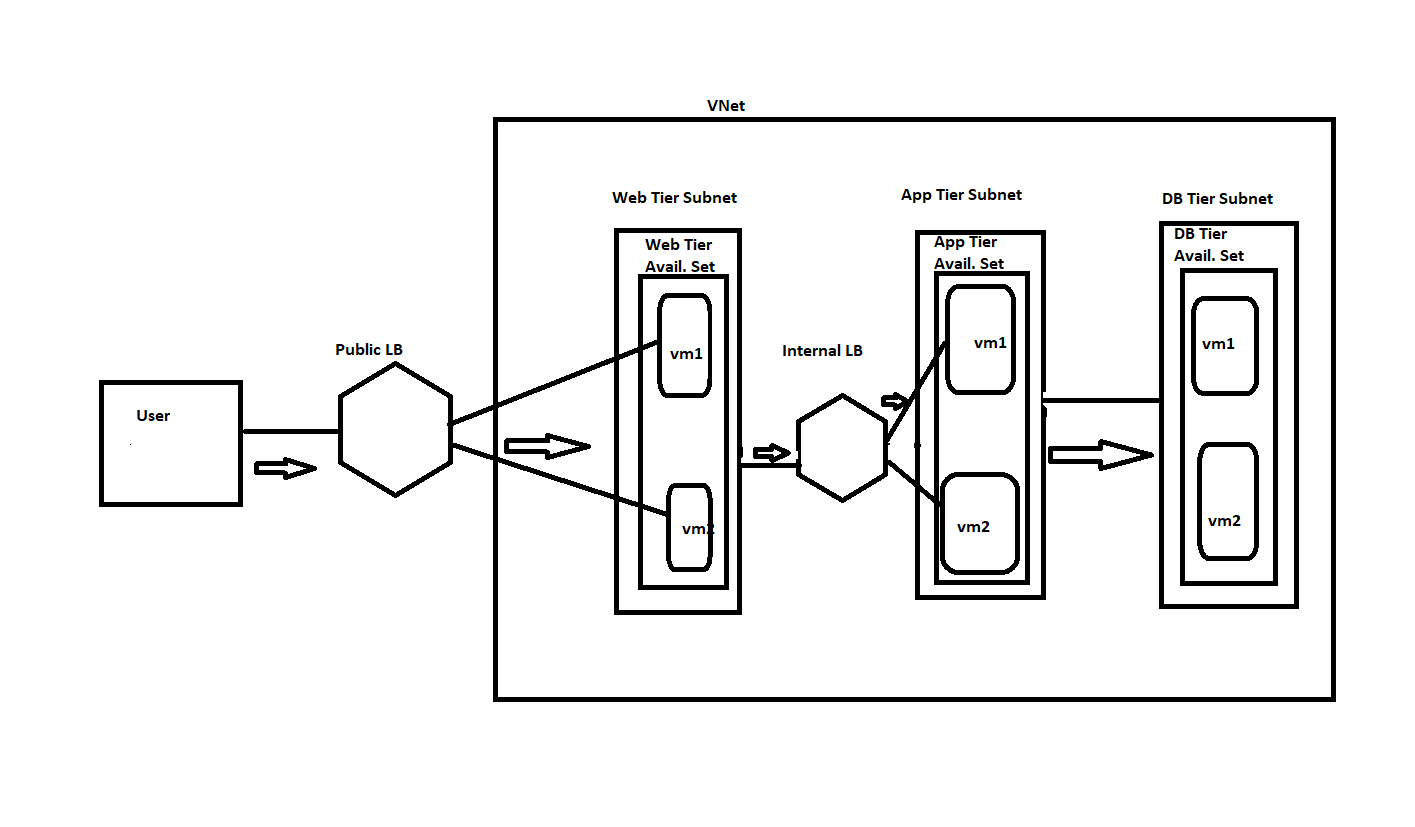 VNet
Web Tier Subnet
App Tier Subnet
DB Tier Subnet
Web Tier
Avail. Set
App Tier
Avail. Set
DB Tier
Avail. Set
vm1
vm1
vm1
Public LB
Internal LB
User
vm2
vm2
vm2